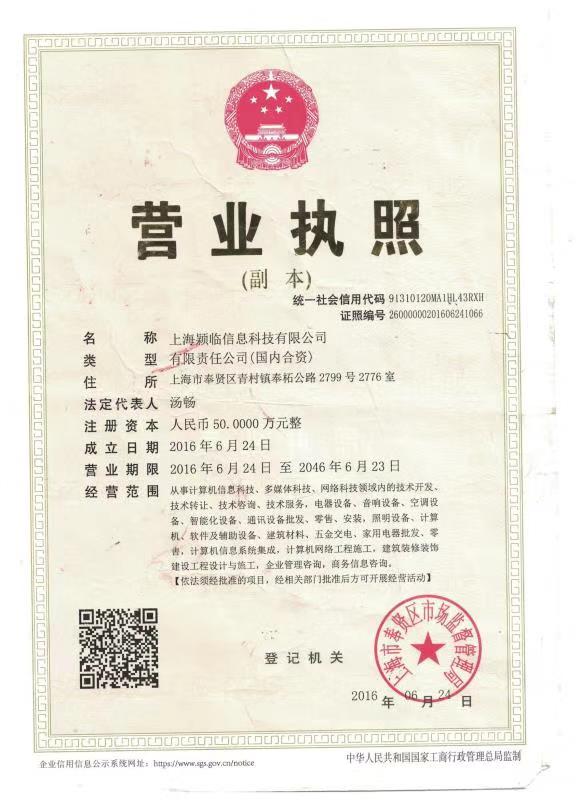 营业执照
(副 本)
统一社会信用代码 91310120MA1HL43RXH
证照编号 26000000201606241066
名 称 上海颖临信息科技有限公司
类 型 有限责任公司(国内合资)
住 所 上海市奉贤区青村镇奉柘公路2799号2776室
法定代表人 汤畅
注册资本 人民币50.0000万元整
成立日期 2016年6月24日
营业期限 2016年6月24日 至 2046年6月23日
经营范围 从事计算机信息科技、多媒体科技、网络科技领域内的技术开发、
技术转让、技术咨询、技术服务,电器设备、音响设备、空调设
备、智能化设备、通讯设备批发、零售、安装,照明设备、计算
机、软件及辅助设备、建筑材料、五金交电、家用电器批发、零
售,计算机信息系统集成,计算机网络工程施工,建筑装修装饰
建设工程设计与施工,企业管理咨询,商务信息咨询。
【依法须经批准的项目,经相关部门批准后方可开展经营活动】
上海市奉贤区市场监督管理局
登记机关
2016年06月24日
企业信用信息公示系统网址:https://www.sgs.gov.cn/notice
中华人民共和国国家工商行政管理总局监制